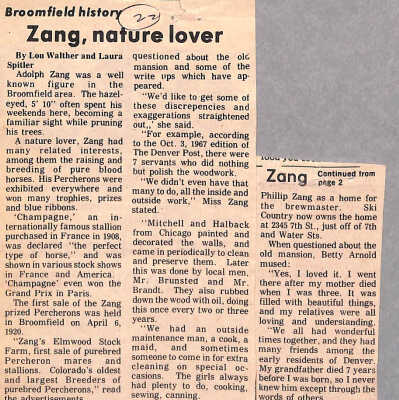 Broomfield history
22
Zang, nature lover
By Lou Walther and Laura
Spitler
Adolph Zang was a well
known figure in the
Broomfield area. The hazel-
eyed, 5' 10" often spent his
weekends here, becoming a
familiar sight while pruning
his trees.
A nature lover, Zang had
many related interests,
among them the raising and
breeding of pure blood
horses. His Percherons were
exhibited everywhere and
won many trophies, prizes
and blue ribbons.
'Champagne,' an in-
ternationally famous stallion
purchased in France in 1908,
was declared "the perfect
type of horse," and was
shown in various stock shows
in France and America.
'Champagne' even won the
Grand Prix in Paris.
The first sale of the Zang
prized Percherons was held
in Broomfield on April 6,
1920.
"Zang's Elmwood Stock
Farm, first sale of purebred
Percheron mares and
stallions. Colorado's oldest
and largest Breeders of
purebred Percherons," read
the advertisements
questioned about the old
mansion and some of the
write ups which have ap-
peared.
"We'd like to get some of
these discrepencies and
exaggerations straightened
out,,' she said.
"For example, according
to the Oct. 3, 1967 edition of
The Denver Post, there were
7 servants who did nothing
but polish the woodwork.
"We didn't even have that
many to do, all the inside and
outside work," Miss Zang
stated.
"Mitchell and Halback
from Chicago painted and
decorated the walls, and
came in periodically to clean
and preserve them. Later
this was done by local men,
Mr. Brunsted and Mr.
Brandt. They also rubbed
down the wood with oil, doing
this once every two or three
years.
"We had an outside
maintenance man, a cook, a
maid, and sometimes
someone to come in for extra
cleaning on special oc-
casions. The girls always
had plenty to do, cooking,
sewing, canning.
Zang Continued from
page 2
Phillip Zang as a home for
the brewmaster. Ski
Country now owns the home
at 2345 7th St., just off of 7th
and Water Sts.
When questioned about the
old mansion, Betty Arnold
mused:
"Yes, I loved it. I went
there after my mother died
when I was three. It was
filled with beautiful things,
and my relatives were all
loving and understanding.
"We all had wonderful
times together, and they had
many friends among the
early residents of Denver.
My grandfather died 7 years
before I was born, so I never
knew him except through the
words of others.